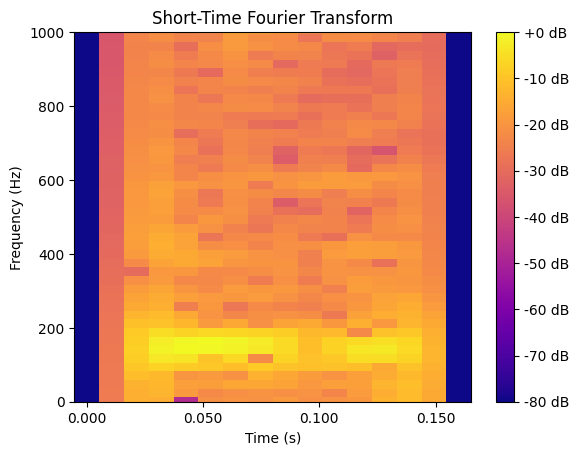 Short-Time Fourier Transform
1000
800
600
400
200
0
Frequency (Hz)
0.000
0.050
0.100
0.150
Time (s)
+0 dB
-10 dB
-20 dB
-30 dB
-40 dB
-50 dB
-60 dB
-70 dB
-80 dB